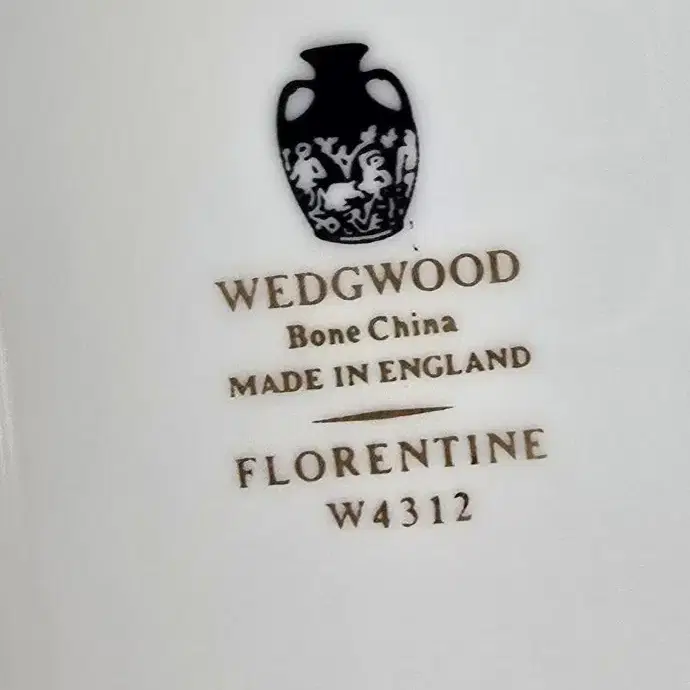 WEDGWOOD
Bone China
MADE IN ENGLAND
FLORENTINE
W4312